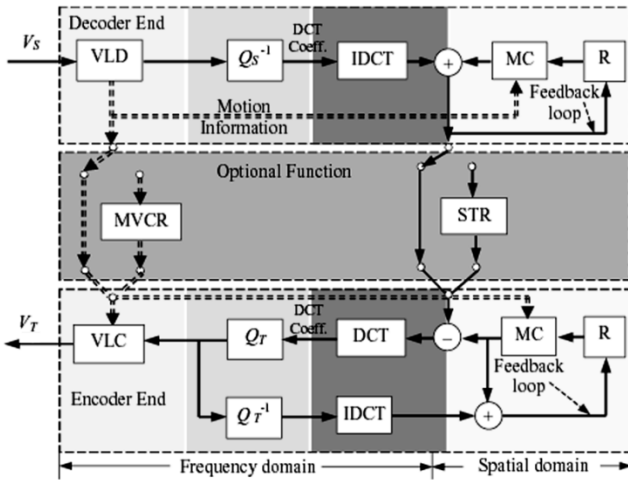 Decoder End
V_S
VLD
Q_S^-1
DCT
Coeff.
IDCT
+
MC
R
Motion
Information
Feedback
loop
Optional Function
MVCR
STR
V_T
VLC
Q_T
DCT
Coeff.
DCT
−
MC
R
Feedback
loop
Encoder End
Q_T^-1
IDCT
+
Frequency domain
Spatial domain